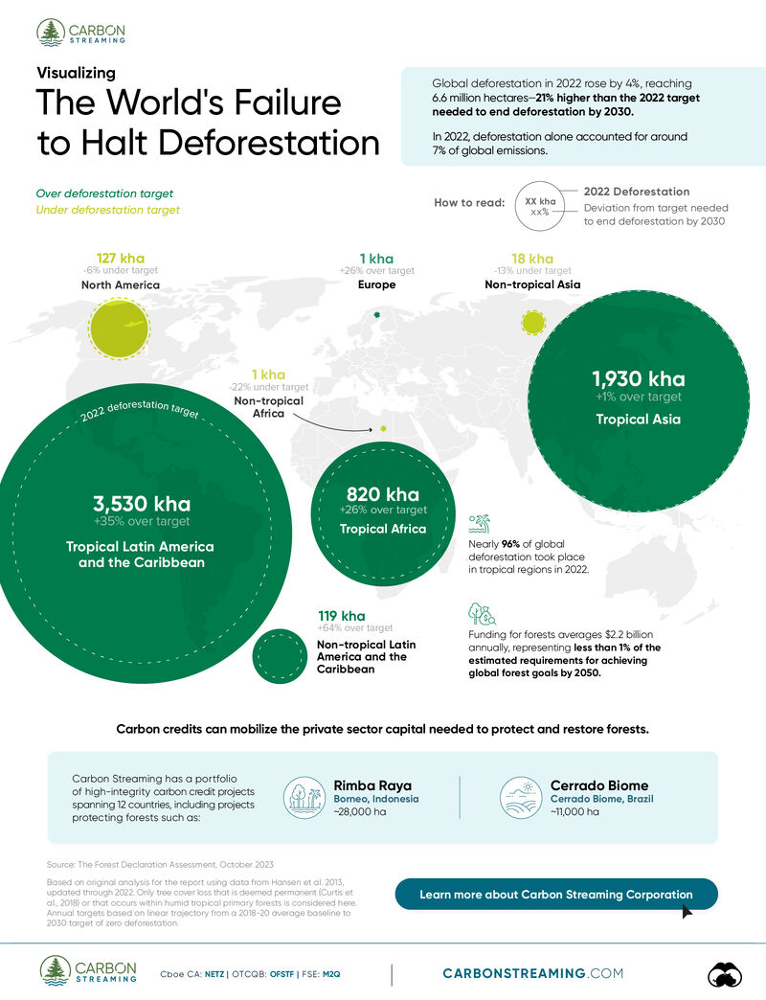 CARBON
STREAMING
Visualizing
The World's Failure
to Halt Deforestation
Global deforestation in 2022 rose by 4%, reaching
6.6 million hectares—21% higher than the 2022 target
needed to end deforestation by 2030.
In 2022, deforestation alone accounted for around
7% of global emissions.
Over deforestation target
Under deforestation target
How to read:
XX kha
xx%
2022 Deforestation
Deviation from target needed
to end deforestation by 2030
127 kha
-6% under target
North America
1 kha
+26% over target
Europe
18 kha
-13% under target
Non-tropical Asia
1 kha
-22% under target
Non-tropical
Africa
1,930 kha
+1% over target
Tropical Asia
2022 deforestation target
3,530 kha
+35% over target
Tropical Latin America
and the Caribbean
820 kha
+26% over target
Tropical Africa
119 kha
+64% over target
Non-tropical Latin
America and the
Caribbean
Nearly 96% of global
deforestation took place
in tropical regions in 2022.
Funding for forests averages $2.2 billion
annually, representing less than 1% of the
estimated requirements for achieving
global forest goals by 2050.
Carbon credits can mobilize the private sector capital needed to protect and restore forests.
Carbon Streaming has a portfolio
of high-integrity carbon credit projects
spanning 12 countries, including projects
protecting forests such as:
Rimba Raya
Borneo, Indonesia
~28,000 ha
Cerrado Biome
Cerrado Biome, Brazil
~11,000 ha
Source: The Forest Declaration Assessment, October 2023
Based on original analysis for the report using data from Hansen et al. 2013,
updated through 2022. Only tree cover loss that is deemed permanent (Curtis et
al., 2018) or that occurs within humid tropical primary forests is considered here.
Annual targets based on linear trajectory from a 2018-20 average baseline to
2030 target of zero deforestation.
Learn more about Carbon Streaming Corporation
CARBON
STREAMING
Cboe CA: NETZ | OTCQB: OFSTF | FSE: M2Q
CARBONSTREAMING.COM